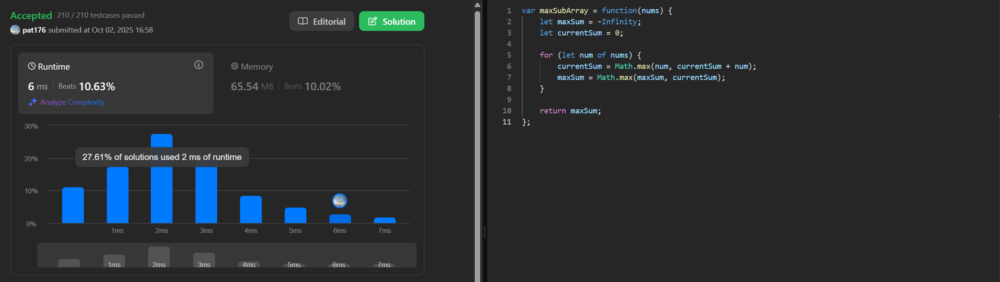 Accepted 210 / 210 testcases passed
pat176 submitted at Oct 02, 2025 16:58
Editorial
Solution
Runtime
6 ms | Beats 10.63%
Analyze Complexity
Memory
65.54 MB | Beats 10.02%
30%
20%
10%
0%
27.61% of solutions used 2 ms of runtime
1ms 2ms 3ms 4ms 5ms 6ms 7ms
1ms 2ms 3ms 4ms 5ms 6ms 7ms
1 var maxSubArray = function(nums) {
2     let maxSum = -Infinity;
3     let currentSum = 0;
4
5     for (let num of nums) {
6         currentSum = Math.max(num, currentSum + num);
7         maxSum = Math.max(maxSum, currentSum);
8     }
9
10     return maxSum;
11 };